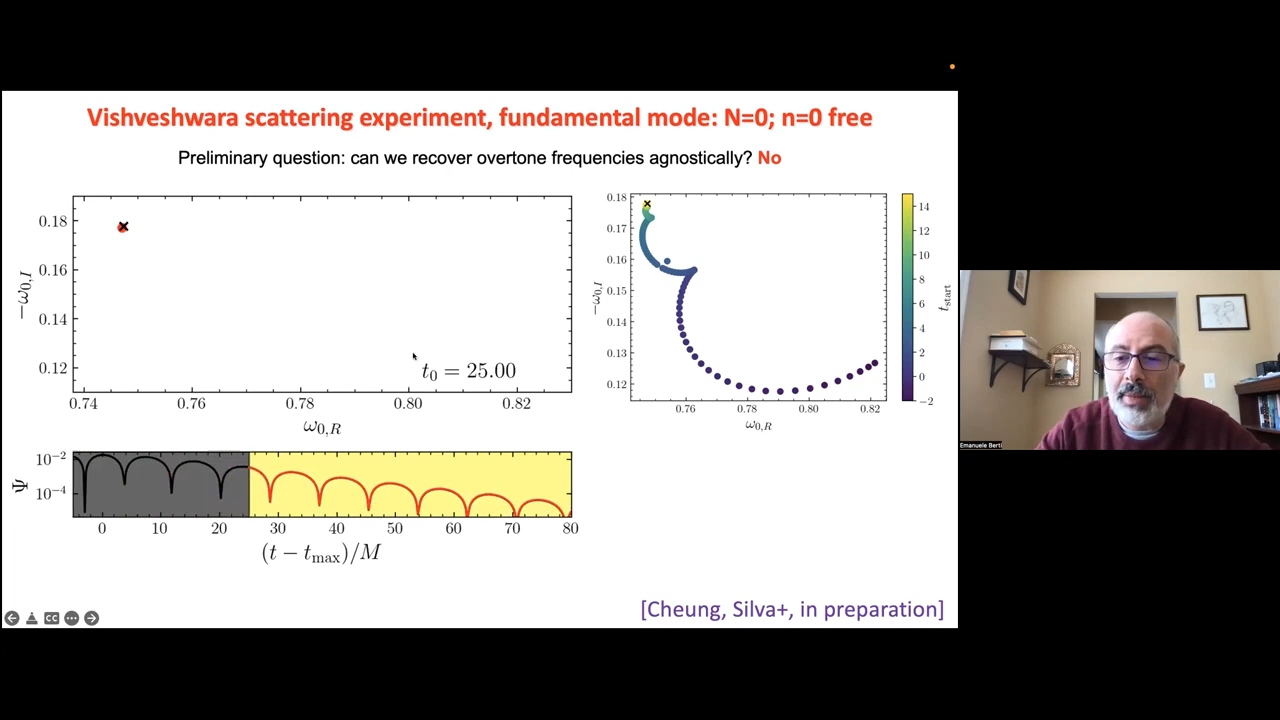 Vishveshwara scattering experiment, fundamental mode: N=0; n=0 free
Preliminary question: can we recover overtone frequencies agnostically? No
0.18
0.16
0.14
0.12
−ω0,I
t0 = 25.00
0.74 0.76 0.78 0.80 0.82
ω0,R
0.18
0.17
0.16
0.15
0.14
0.13
0.12
−ω0,I
0.76 0.78 0.80 0.82
ω0,R
14
12
10
8
6
4
2
0
−2
tstart
10−2
10−4
Ψ
0 10 20 30 40 50 60 70 80
(t − tmax)/M
[Cheung, Silva+, in preparation]
CC
Emanuele Berti